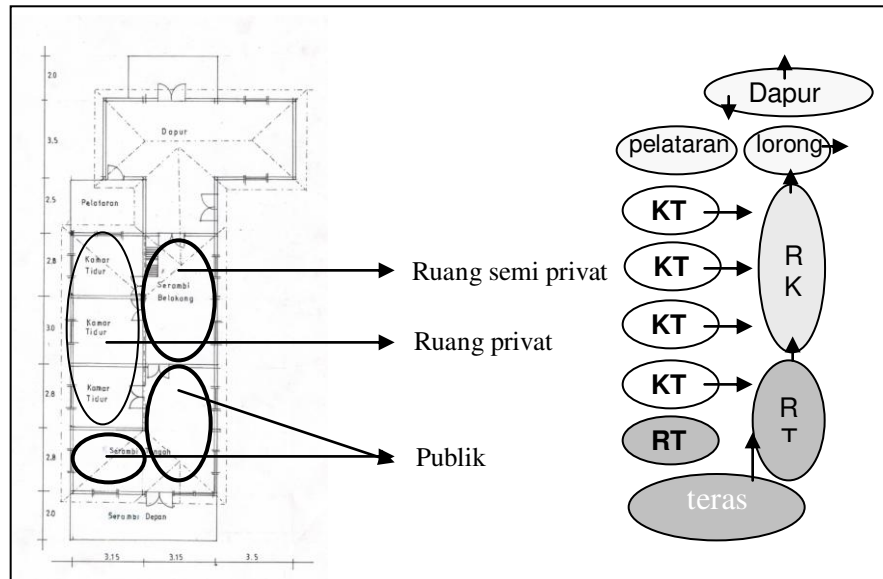 2.0
3.5
2.5
2.8
3.0
2.8
2.8
2.0
Dapur
Pelataran
Kamar
Tidur
Serambi
Belakang
Kamar
Tidur
Kamar
Tidur
Serambi Tengah
Serambi Depan
3.15
3.15
3.5
Ruang semi privat
Ruang privat
Publik
Dapur
pelataran
lorong
KT
KT
KT
KT
RT
R
K
R
T
teras